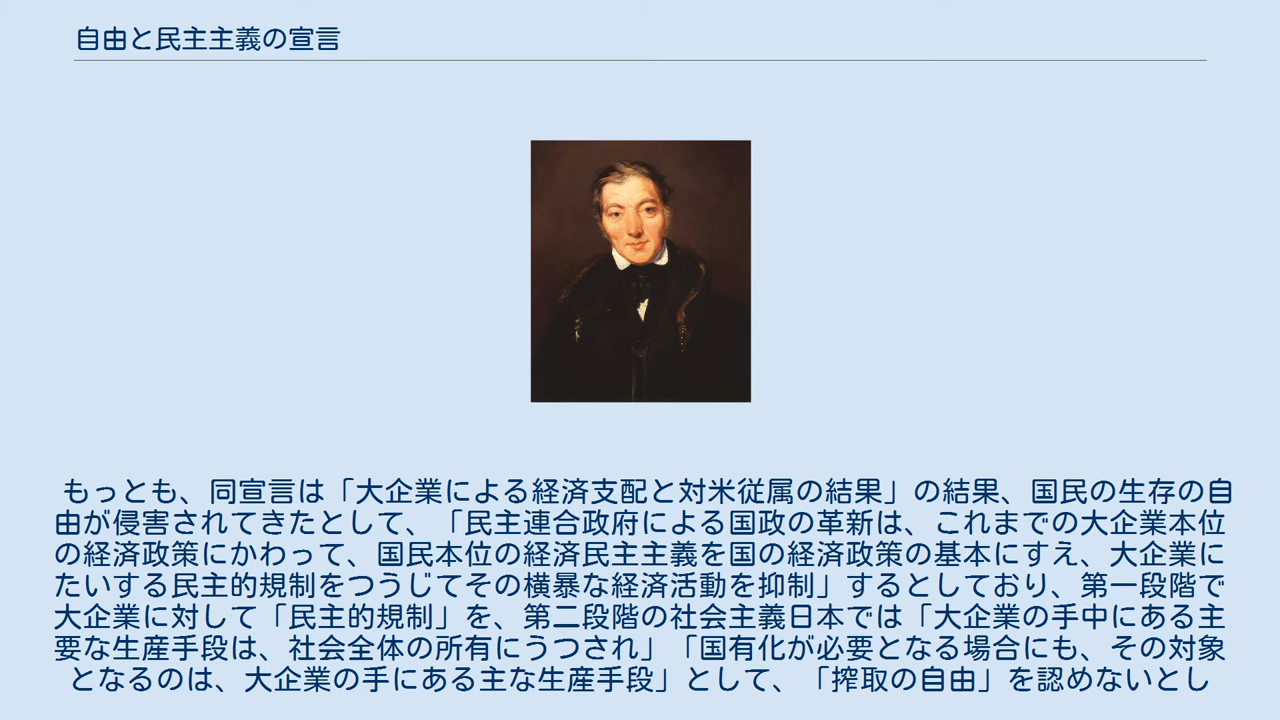 自由と民主主義の宣言
もっとも、同宣言は「大企業による経済支配と対米従属の結果」の結果、国民の生存の自
由が侵害されてきたとして、「民主連合政府による国政の革新は、これまでの大企業本位
の経済政策にかわって、国民本位の経済民主主義を国の経済政策の基本にすえ、大企業に
たいする民主的規制をつうじてその横暴な経済活動を抑制」するとしており、第一段階で
大企業に対して「民主的規制」を、第二段階の社会主義日本では「大企業の手中にある主
要な生産手段は、社会全体の所有にうつされ」「国有化が必要となる場合にも、その対象
となるのは、大企業の手にある主な生産手段」として、「搾取の自由」を認めないとし